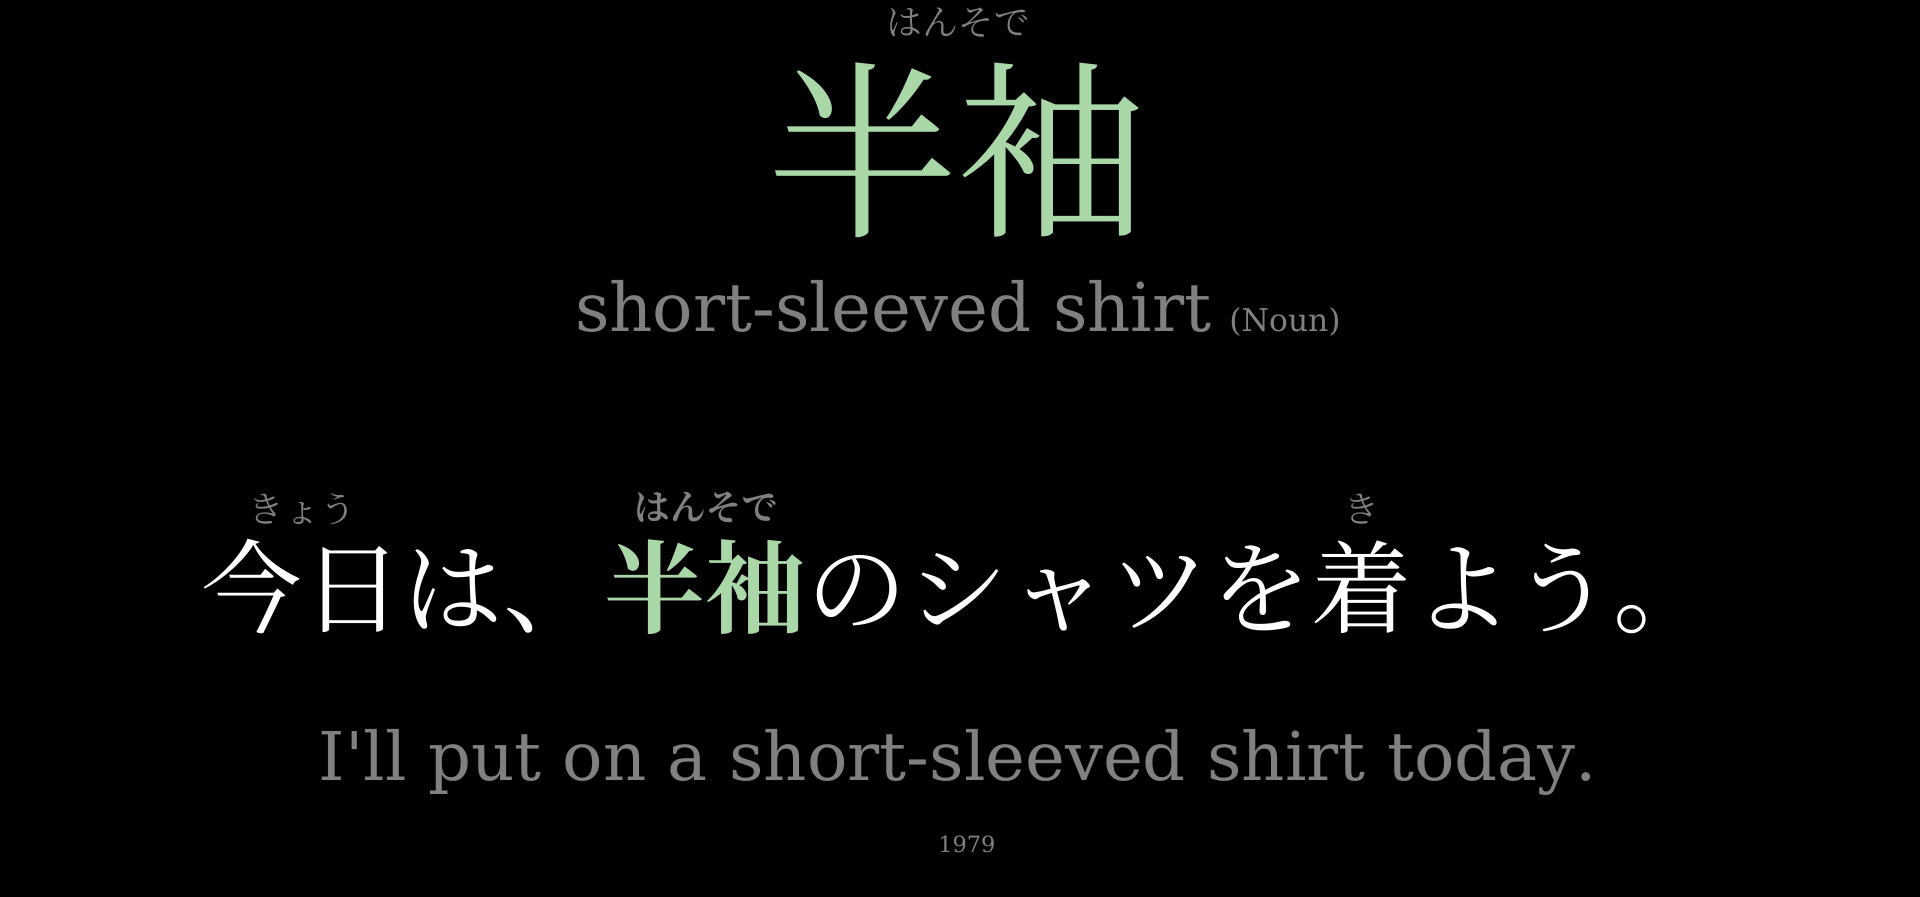 はんそで
半袖
short-sleeved shirt (Noun)
きょう はんそで き
今日は、半袖のシャツを着よう。
I'll put on a short-sleeved shirt today.
1979